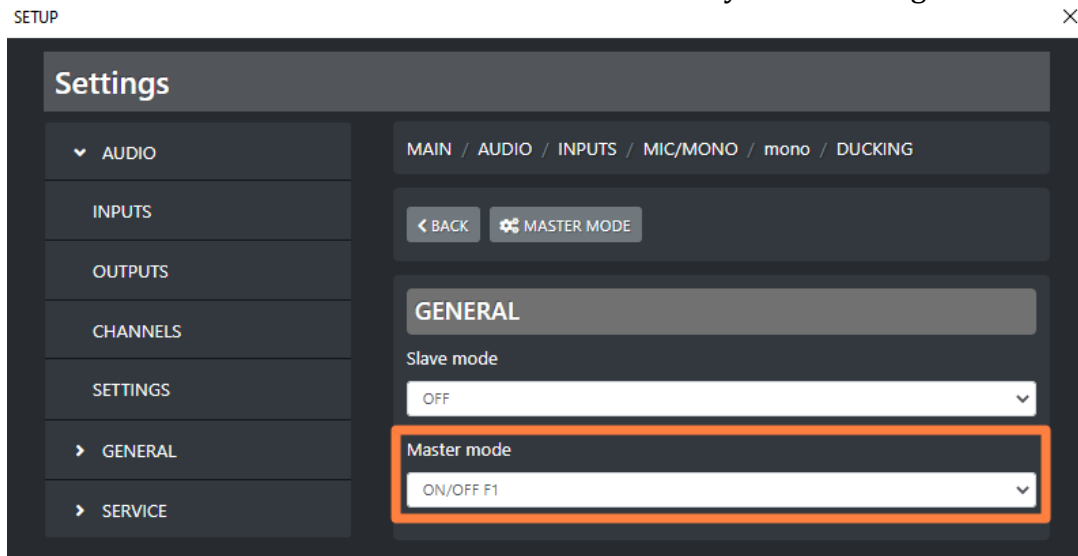 SETUP
Settings
AUDIO
INPUTS
OUTPUTS
CHANNELS
SETTINGS
GENERAL
SERVICE
MAIN / AUDIO / INPUTS / MIC/MONO / mono / DUCKING
BACK MASTER MODE
GENERAL
Slave mode
OFF
Master mode
ON/OFF F1